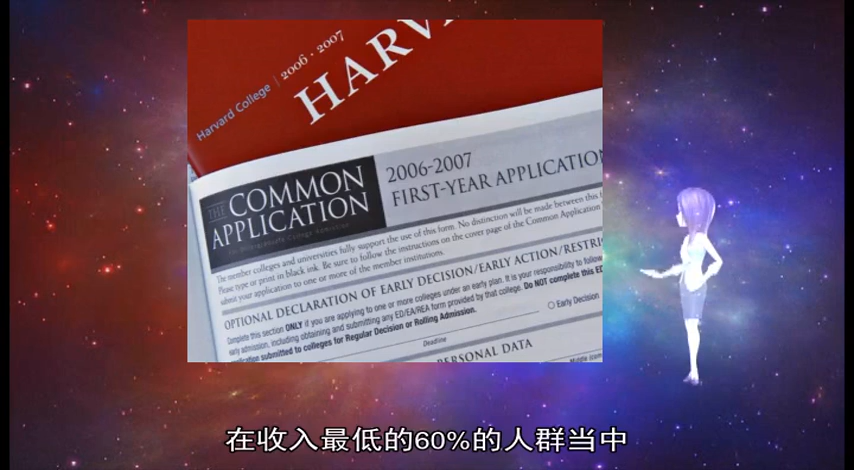 Harvard College | 2006 · 2007
HARV
THE COMMON
APPLICATION
2006-2007
FIRST-YEAR APPLICATION
The member colleges and universities fully support the use of this form. No distinction will be made between this
Please type or print in black ink. Be sure to follow the instructions on the cover page of the Common Application
submit your application to one or more of the member institutions.
OPTIONAL DECLARATION OF EARLY DECISION/EARLY ACTION/RESTRI
Complete this section ONLY if you are applying to one or more colleges under an early plan. It is your responsibility to follow
early admission, including obtaining and submitting any ED/EA/REA form provided by that college. Do NOT complete this ED
application submitted to colleges for Regular Decision or Rolling Admission.
Early Decision
Deadline
PERSONAL DATA
Middle (com
在收入最低的60%的人群当中